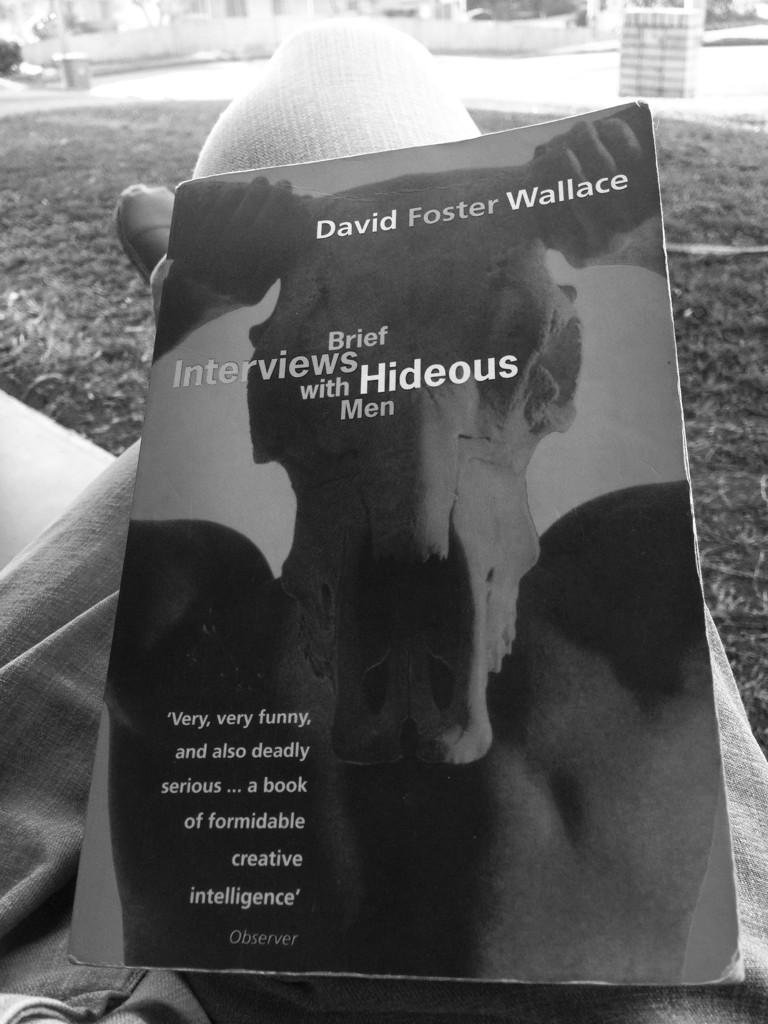 David Foster Wallace
Brief
Interviews
with Hideous
Men
'Very, very funny,
and also deadly
serious ... a book
of formidable
creative
intelligence'
Observer